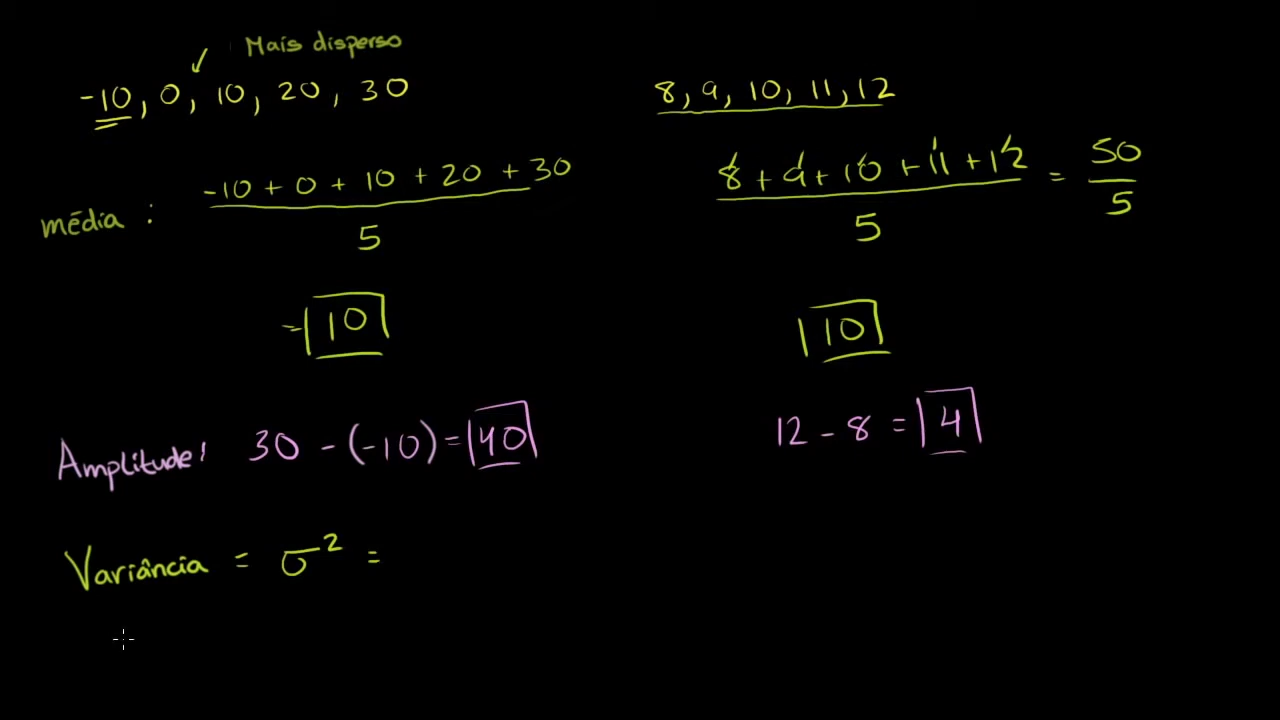 Mais disperso
-10, 0, 10, 20, 30
8, 9, 10, 11, 12
média :
-10 + 0 + 10 + 20 + 30
5
8 + 9 + 10 + 11 + 12
5
= 50
5
= 10
10
Amplitude: 30 - (-10) = 40
12 - 8 = 4
Variância = σ² =